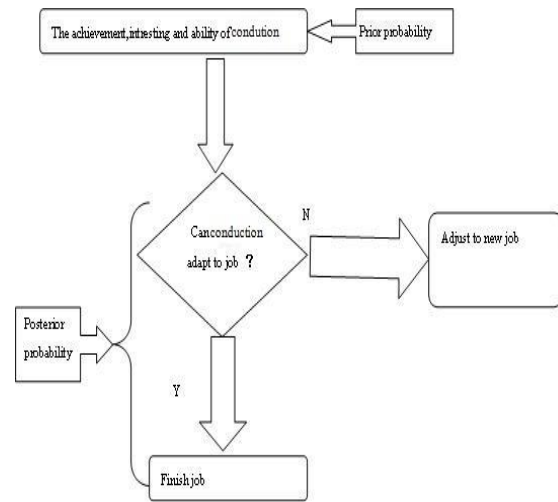 The achievement,intresting and ability of condution
Prior probability
Canconduction
adapt to job ?
N
Adjust to new job
Posterior
probability
Y
Finish job